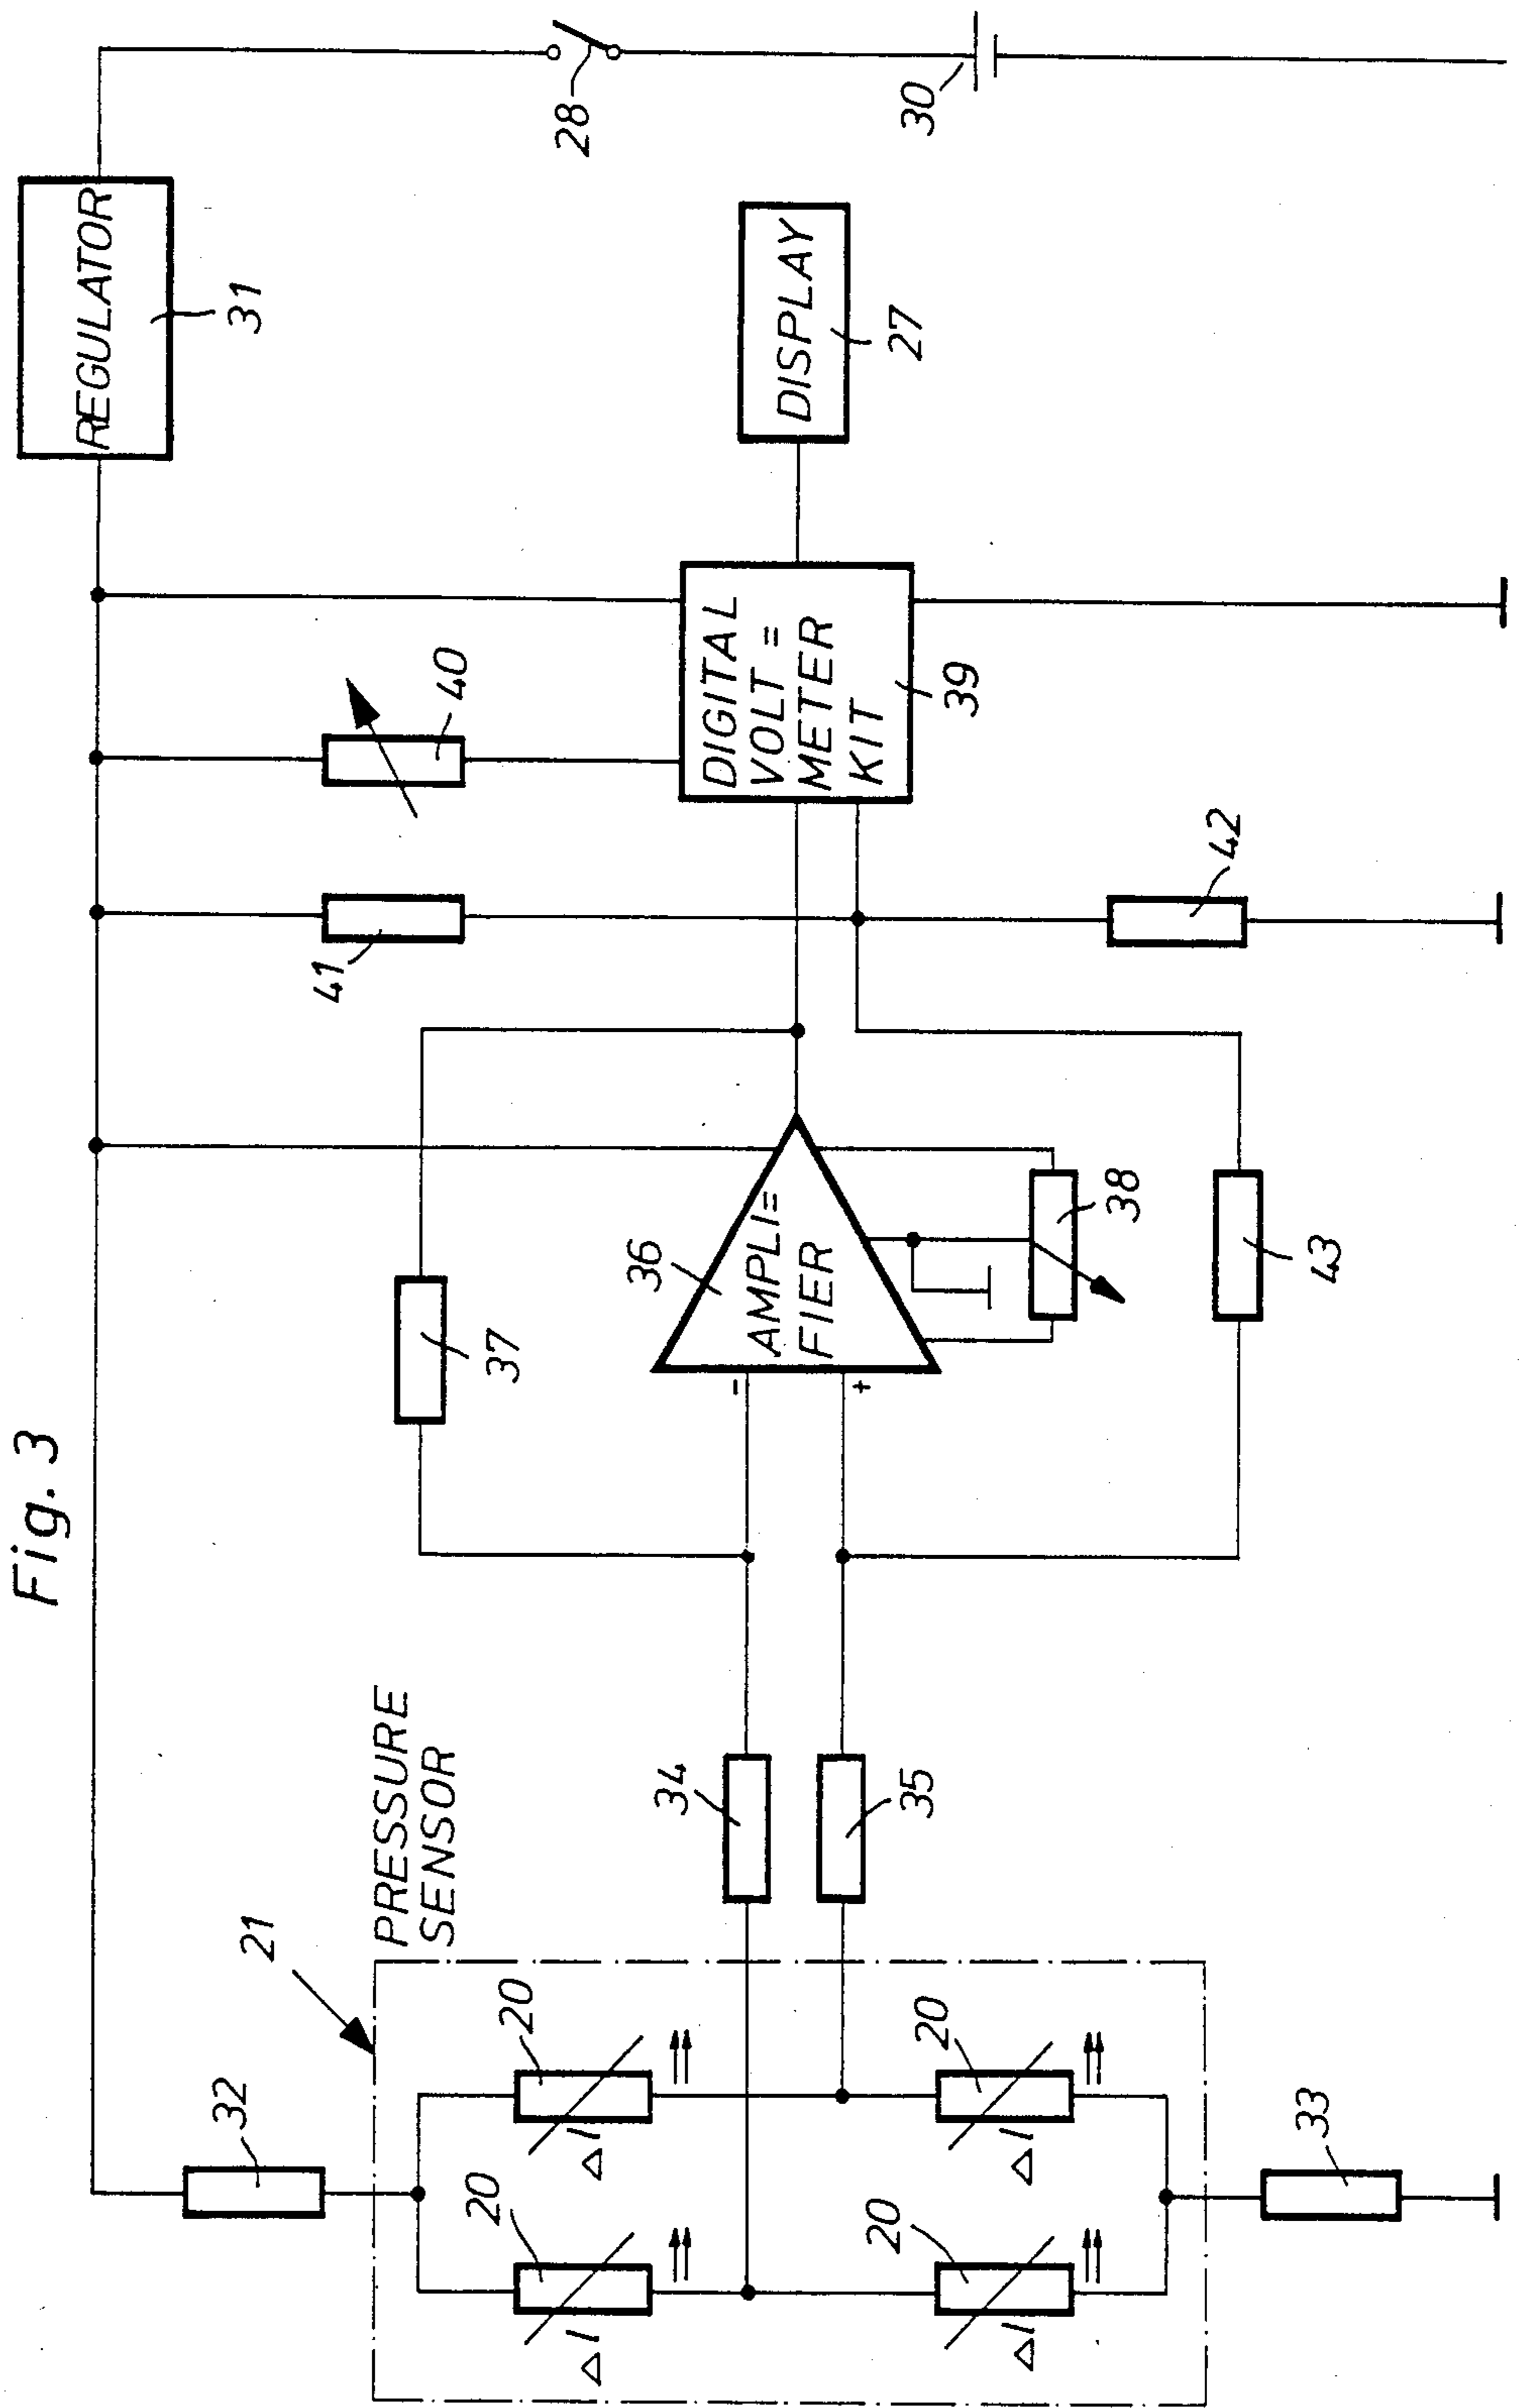 Fig. 3
REGULATOR
31
28
30
DISPLAY
27
DIGITAL
VOLT=
METER
KIT
39
40
41
42
AMPLI=
FIER
36
-
+
37
38
43
34
35
PRESSURE
SENSOR
21
32
33
20
20
20
20
Δl
Δl
Δl
Δl